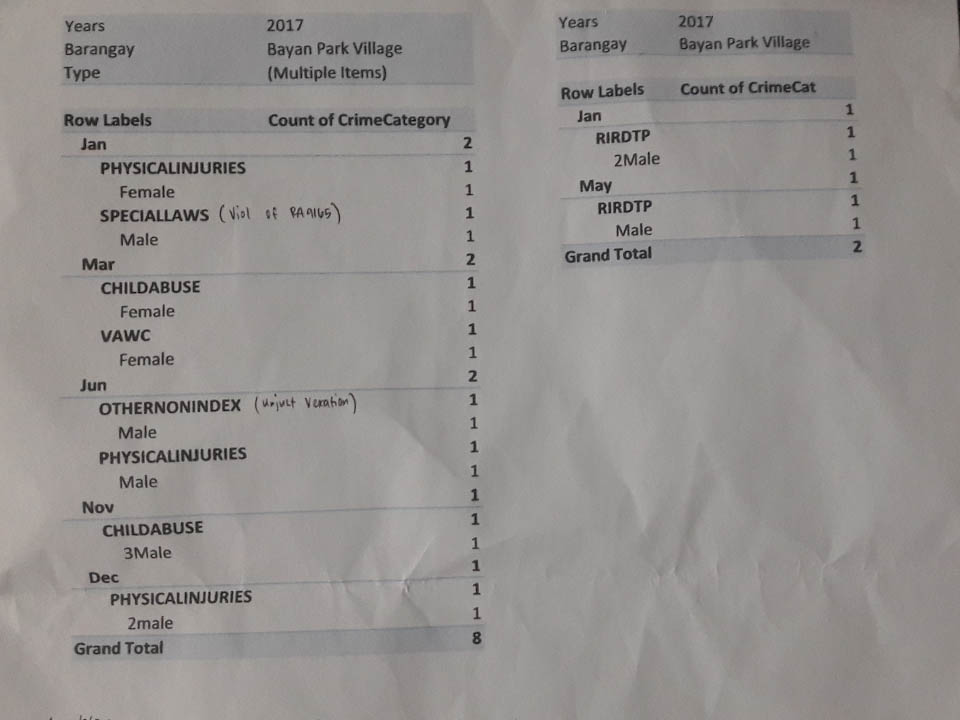 Years 2017
Barangay Bayan Park Village
Type (Multiple Items)
Row Labels Count of CrimeCategory
Jan 2
PHYSICALINJURIES 1
Female 1
SPECIALLAWS (Viol of RA9165) 1
Male 1
Mar 2
CHILDABUSE 1
Female 1
VAWC 1
Female 1
Jun 2
OTHERNONINDEX (Unjust Vexation) 1
Male 1
PHYSICALINJURIES 1
Male 1
Nov 1
CHILDABUSE 1
3Male 1
Dec 1
PHYSICALINJURIES 1
2male 1
Grand Total 8
Years 2017
Barangay Bayan Park Village
Row Labels Count of CrimeCat
Jan 1
RIRDTP 1
2Male 1
May 1
RIRDTP 1
Male 1
Grand Total 2